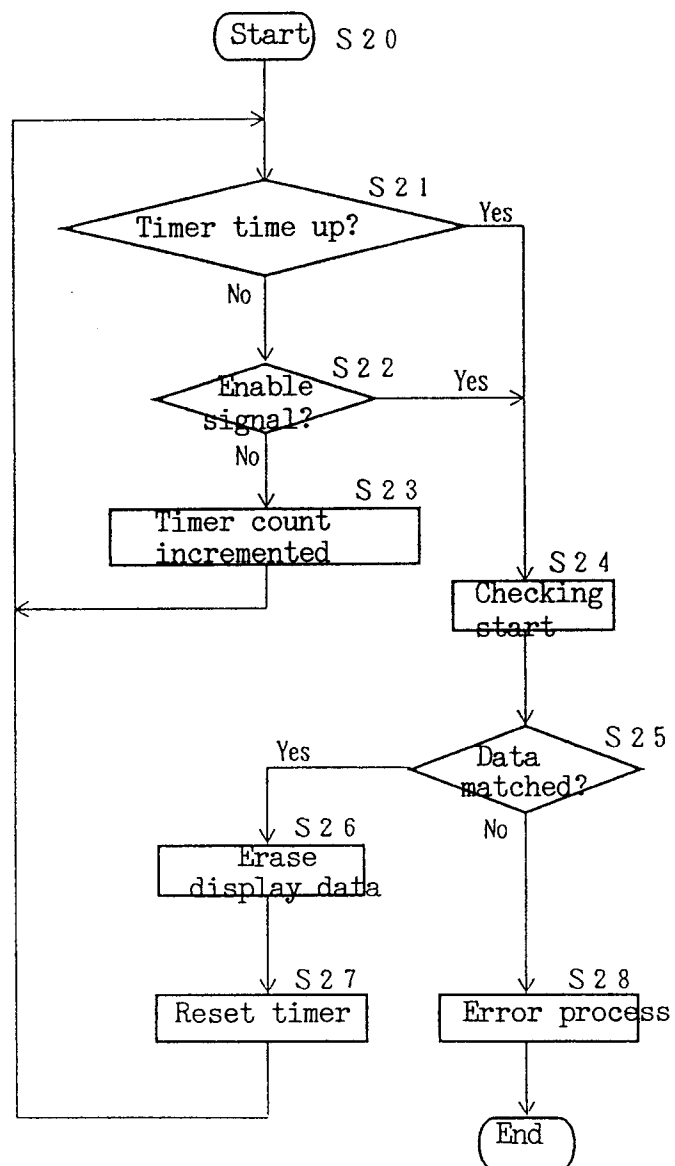 Start S20
S21
Timer time up?
Yes
No
S22
Enable
signal?
Yes
No
S23
Timer count
incremented
S24
Checking
start
S25
Data
matched?
Yes
No
S26
Erase
display data
S27
Reset timer
S28
Error process
End